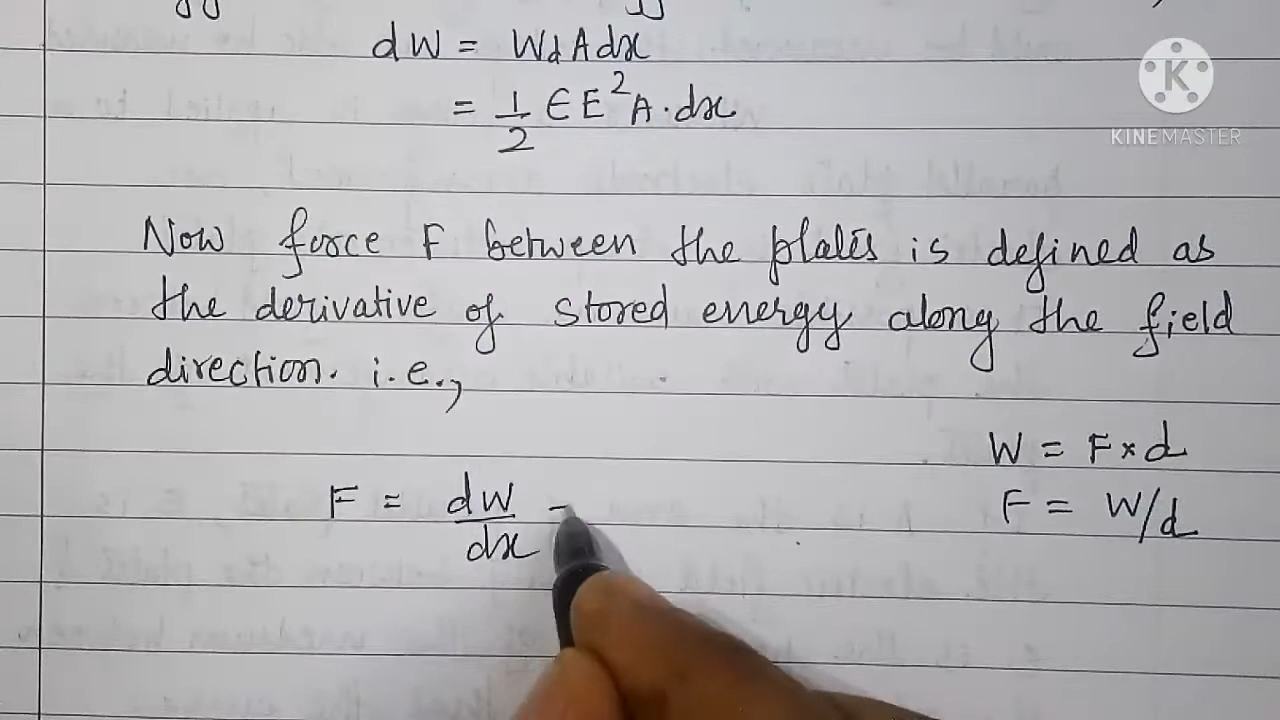 dW = Wd A dx
= 1/2 ∈ E² A . dx
K
KINEMASTER
Now force F between the plates is defined as
the derivative of stored energy along the field
direction. i.e.,
W = F × d
F = dW/dx -
F = W/d